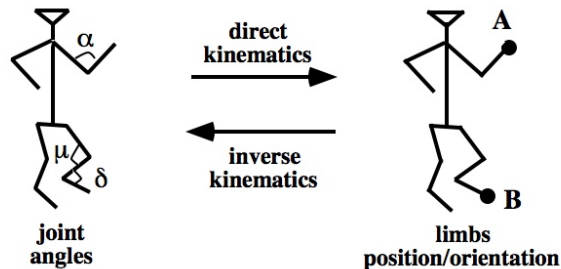 α
direct
kinematics
A
μ
δ
inverse
kinematics
B
joint
angles
limbs
position/orientation